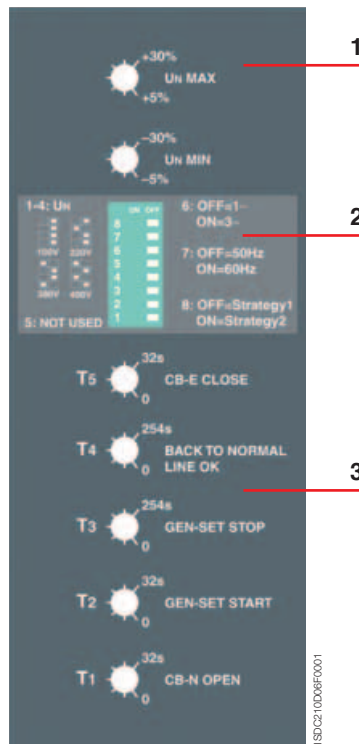 +30%
UN MAX
+5%
1
-30%
UN MIN
-5%
1-4: UN
100V 220V
380V 400V
5: NOT USED
ON OFF
8
7
6
5
4
3
2
1
6: OFF=1~
ON=3~
7: OFF=50Hz
ON=60Hz
8: OFF=Strategy1
ON=Strategy2
2
T5
32s
0
CB-E CLOSE
T4
254s
0
BACK TO NORMAL
LINE OK
3
T3
254s
0
GEN-SET STOP
T2
32s
0
GEN-SET START
T1
32s
0
CB-N OPEN
1SDC210D06F0001